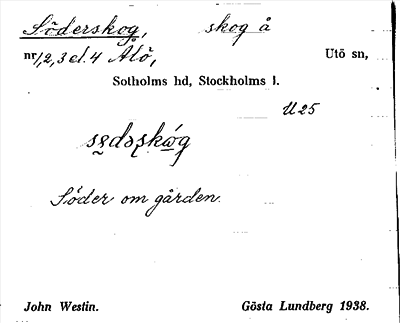 Söderskog, skog å
nr 1, 2, 3 el. 4 Ålö, Utö sn,
Sotholms hd, Stockholms l.
U 25
Söder om gården.
John Westin. Gösta Lundberg 1938.